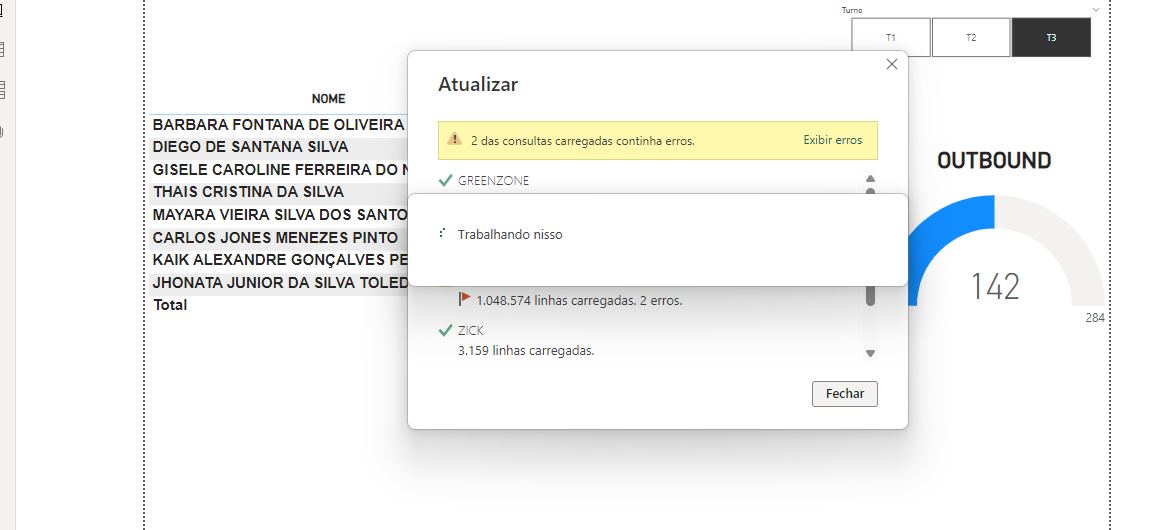 Turno
T1
T2
T3
Atualizar
NOME
BARBARA FONTANA DE OLIVEIRA
2 das consultas carregadas continha erros.
Exibir erros
DIEGO DE SANTANA SILVA
OUTBOUND
GISELE CAROLINE FERREIRA DO
GREENZONE
THAIS CRISTINA DA SILVA
MAYARA VIEIRA SILVA DOS SANTO
CARLOS JONES MENEZES PINTO
Trabalhando nisso
KAIK ALEXANDRE GONÇALVES PE
JHONATA JUNIOR DA SILVA TOLED
142
Total
1.048.574 linhas carregadas. 2 erros.
284
ZICK
3.159 linhas carregadas.
Fechar